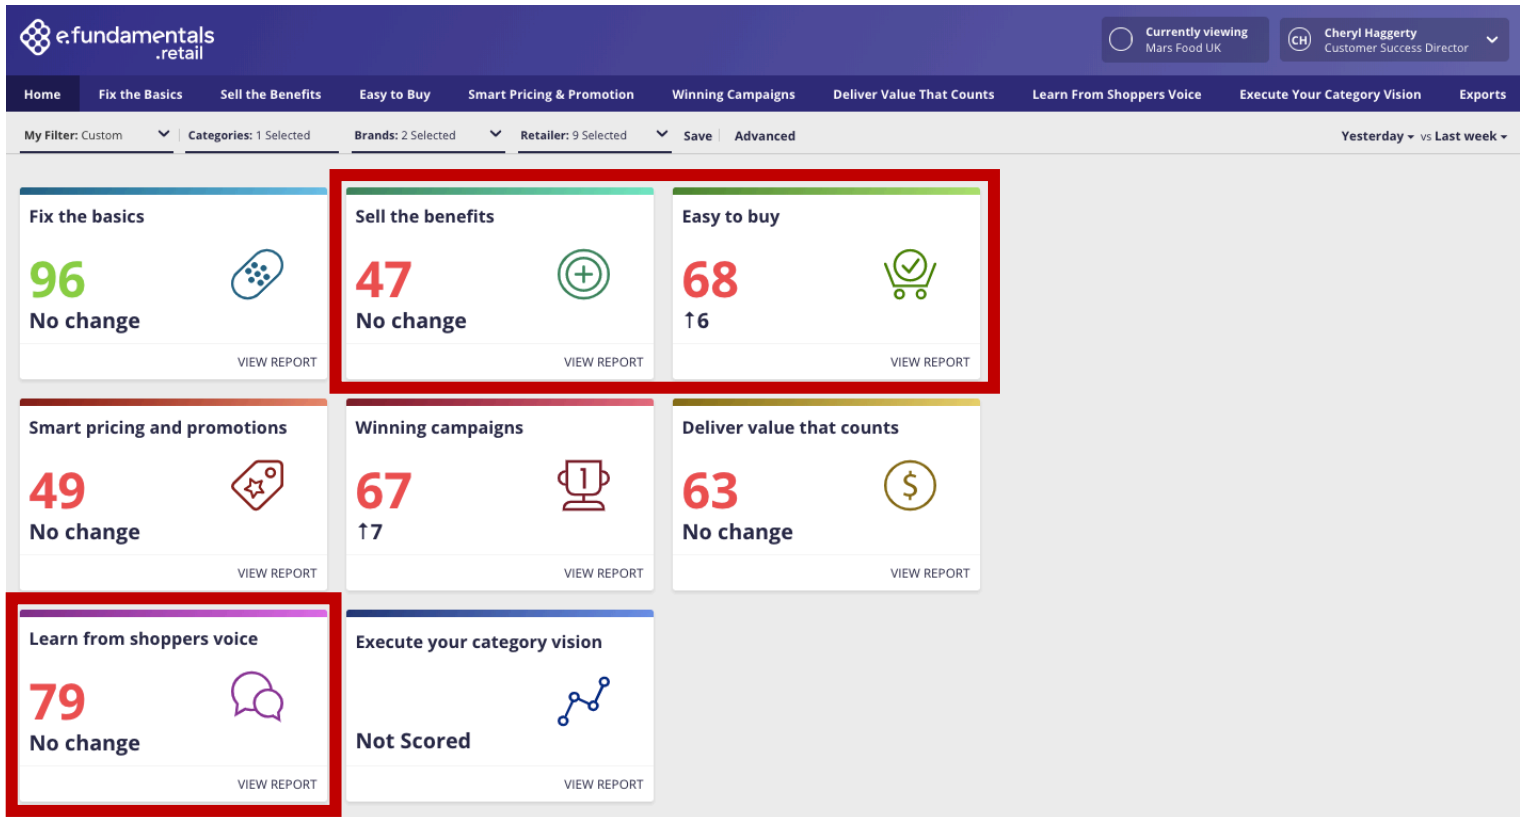 e.fundamentals
.retail
Currently viewing
Mars Food UK
CH
Cheryl Haggerty
Customer Success Director
Home Fix the Basics Sell the Benefits Easy to Buy Smart Pricing & Promotion Winning Campaigns Deliver Value That Counts Learn From Shoppers Voice Execute Your Category Vision Exports
My Filter: Custom Categories: 1 Selected Brands: 2 Selected Retailer: 9 Selected Save Advanced Yesterday vs Last week
Fix the basics
96
No change
VIEW REPORT
Sell the benefits
47
No change
VIEW REPORT
Easy to buy
68
↑6
VIEW REPORT
Smart pricing and promotions
49
No change
VIEW REPORT
Winning campaigns
67
1
↑7
VIEW REPORT
Deliver value that counts
63
$
No change
VIEW REPORT
Learn from shoppers voice
79
No change
VIEW REPORT
Execute your category vision
Not Scored
VIEW REPORT